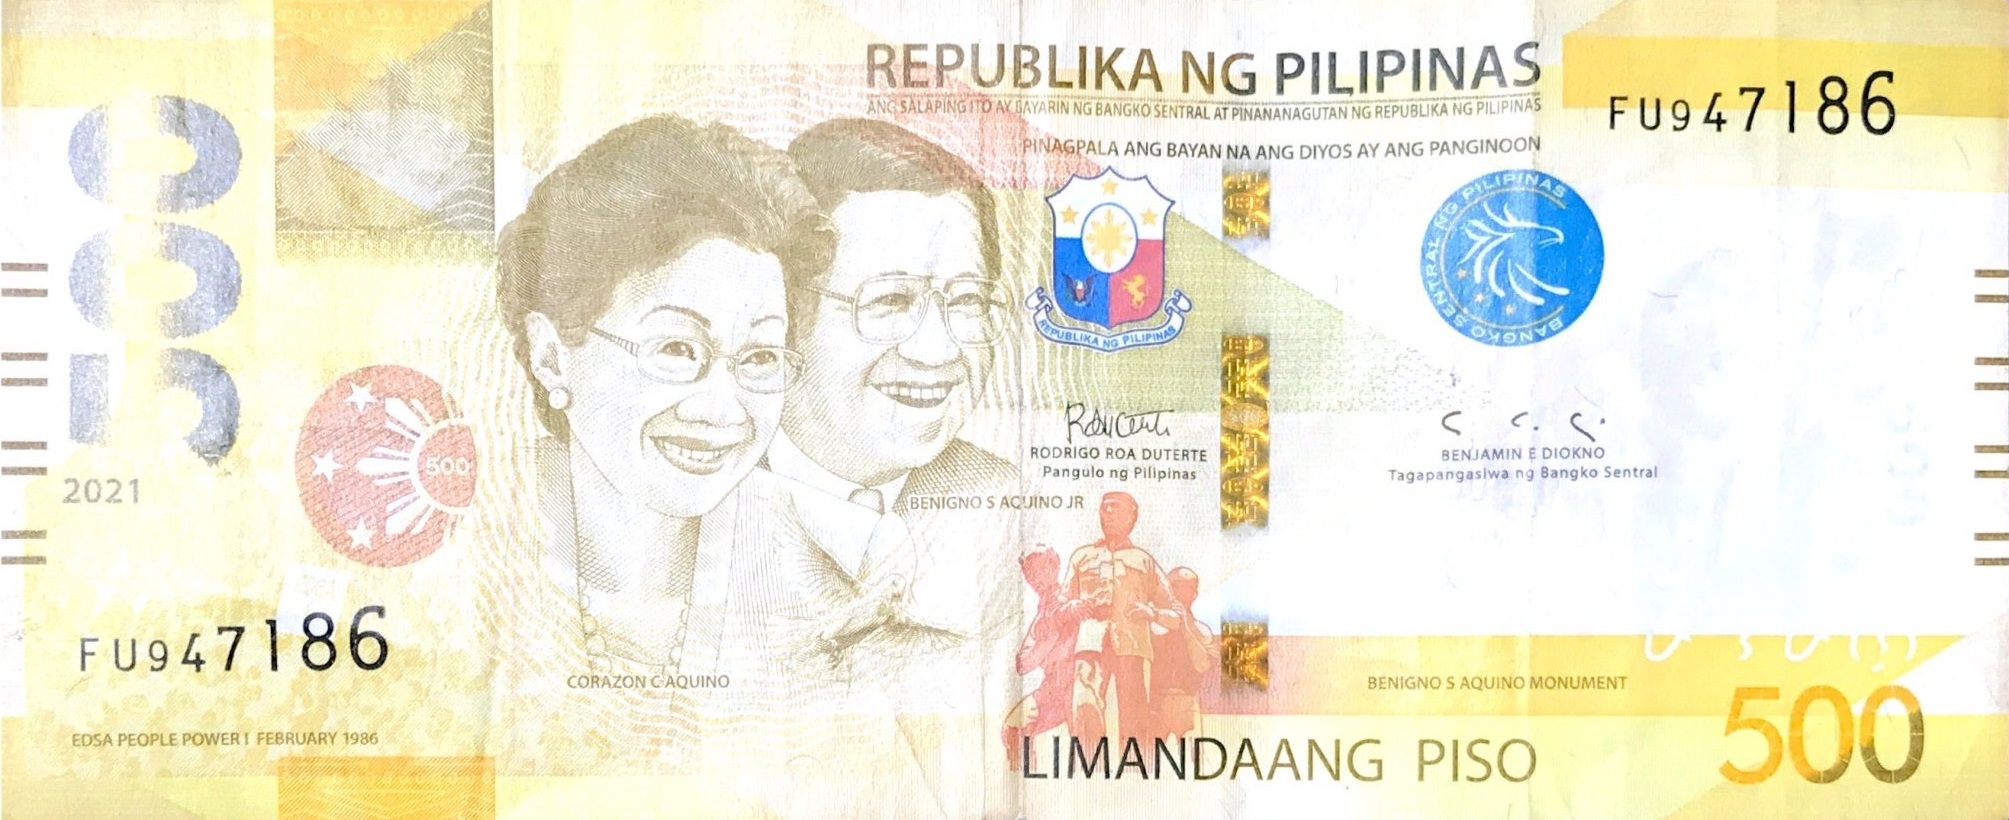 500
2021
FU947186
EDSA PEOPLE POWER I FEBRUARY 1986
500
CORAZON C AQUINO
BENIGNO S AQUINO JR
REPUBLIKA NG PILIPINAS
ANG SALAPING ITO AY BAYARIN NG BANGKO SENTRAL AT PINANANAGUTAN NG REPUBLIKA NG PILIPINAS
PINAGPALA ANG BAYAN NA ANG DIYOS AY ANG PANGINOON
REPUBLIKA NG PILIPINAS
RODRIGO ROA DUTERTE
Pangulo ng Pilipinas
BANGKO SENTRAL NG PILIPINAS
BENJAMIN E DIOKNO
Tagapangasiwa ng Bangko Sentral
BENIGNO S AQUINO MONUMENT
LIMANDAANG PISO
FU947186
500